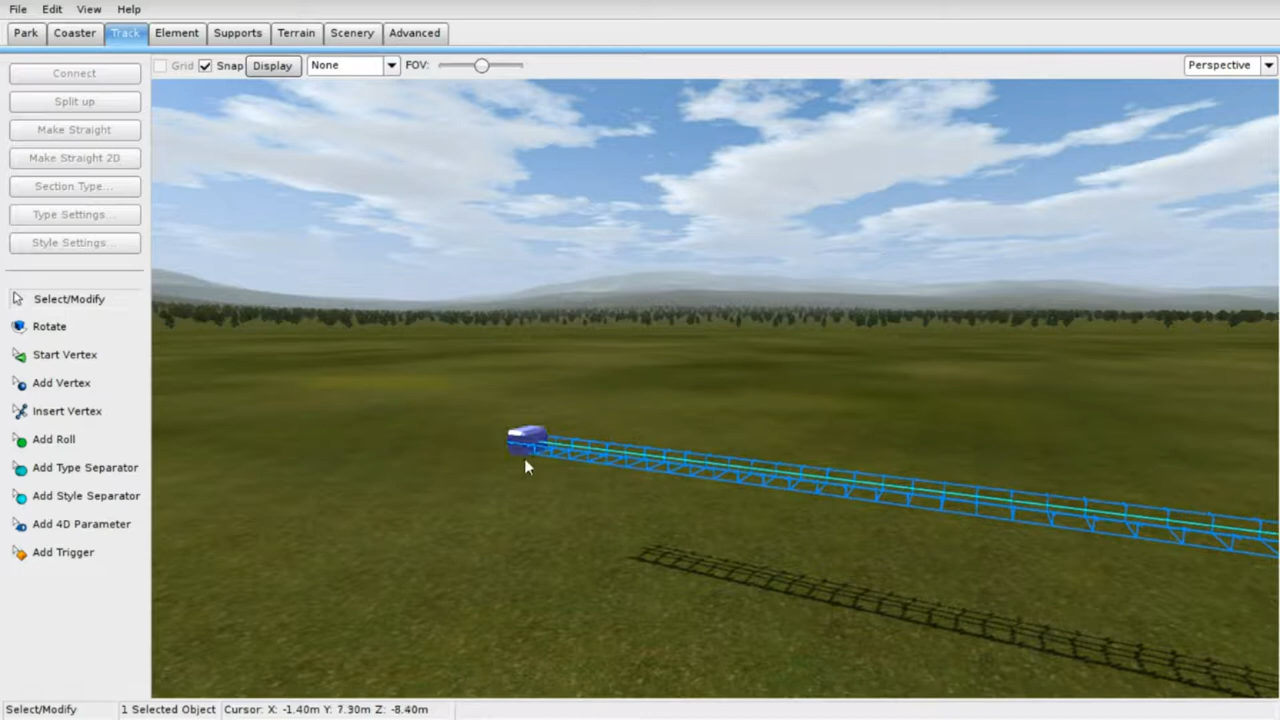 File Edit View Help
Park Coaster Track Element Supports Terrain Scenery Advanced
Grid Snap Display None FOV: Perspective
Connect
Split up
Make Straight
Make Straight 2D
Section Type...
Type Settings...
Style Settings...
Select/Modify
Rotate
Start Vertex
Add Vertex
Insert Vertex
Add Roll
Add Type Separator
Add Style Separator
Add 4D Parameter
Add Trigger
Select/Modify 1 Selected Object Cursor: X: -1.40m Y: 7.30m Z: -8.40m